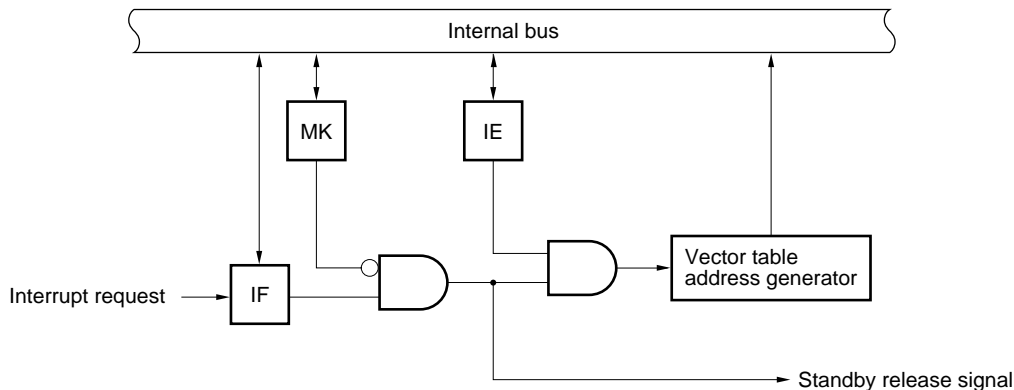 Internal bus
MK
IE
Vector table
address generator
Interrupt request
IF
Standby release signal